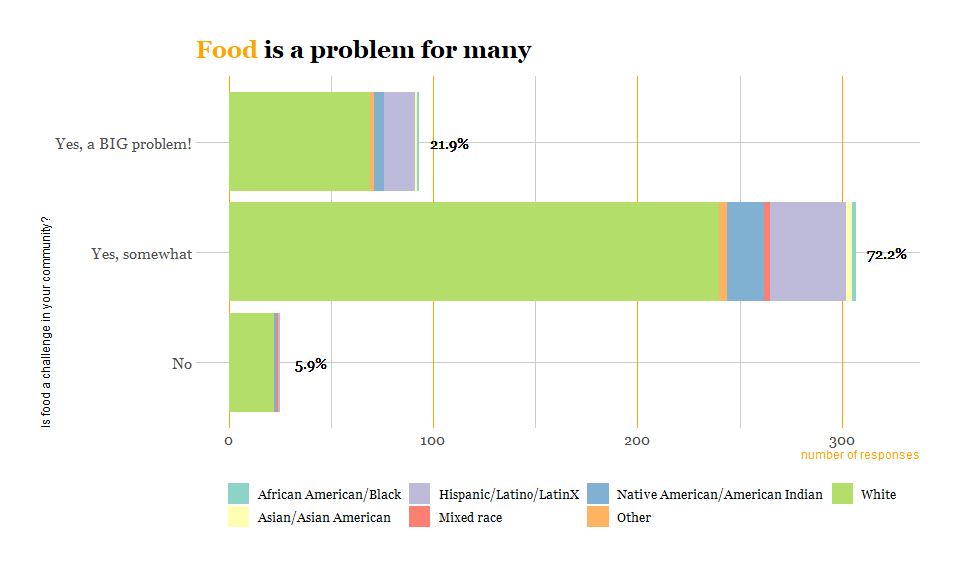 Food is a problem for many
Is food a challenge in your community?
Yes, a BIG problem!
21.9%
Yes, somewhat
72.2%
No
5.9%
0 100 200 300
number of responses
African American/Black Hispanic/Latino/LatinX Native American/American Indian White
Asian/Asian American Mixed race Other